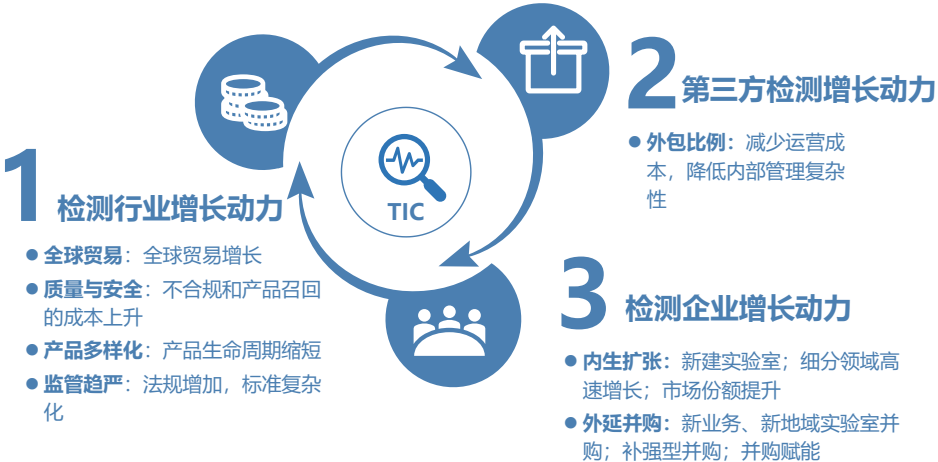 TIC
1 检测行业增长动力
● 全球贸易：全球贸易增长
● 质量与安全：不合规和产品召回
的成本上升
● 产品多样化：产品生命周期缩短
● 监管趋严：法规增加，标准复杂
化
2 第三方检测增长动力
● 外包比例：减少运营成
本，降低内部管理复杂
性
3 检测企业增长动力
● 内生扩张：新建实验室；细分领域高
速增长；市场份额提升
● 外延并购：新业务、新地域实验室并
购；补强型并购；并购赋能